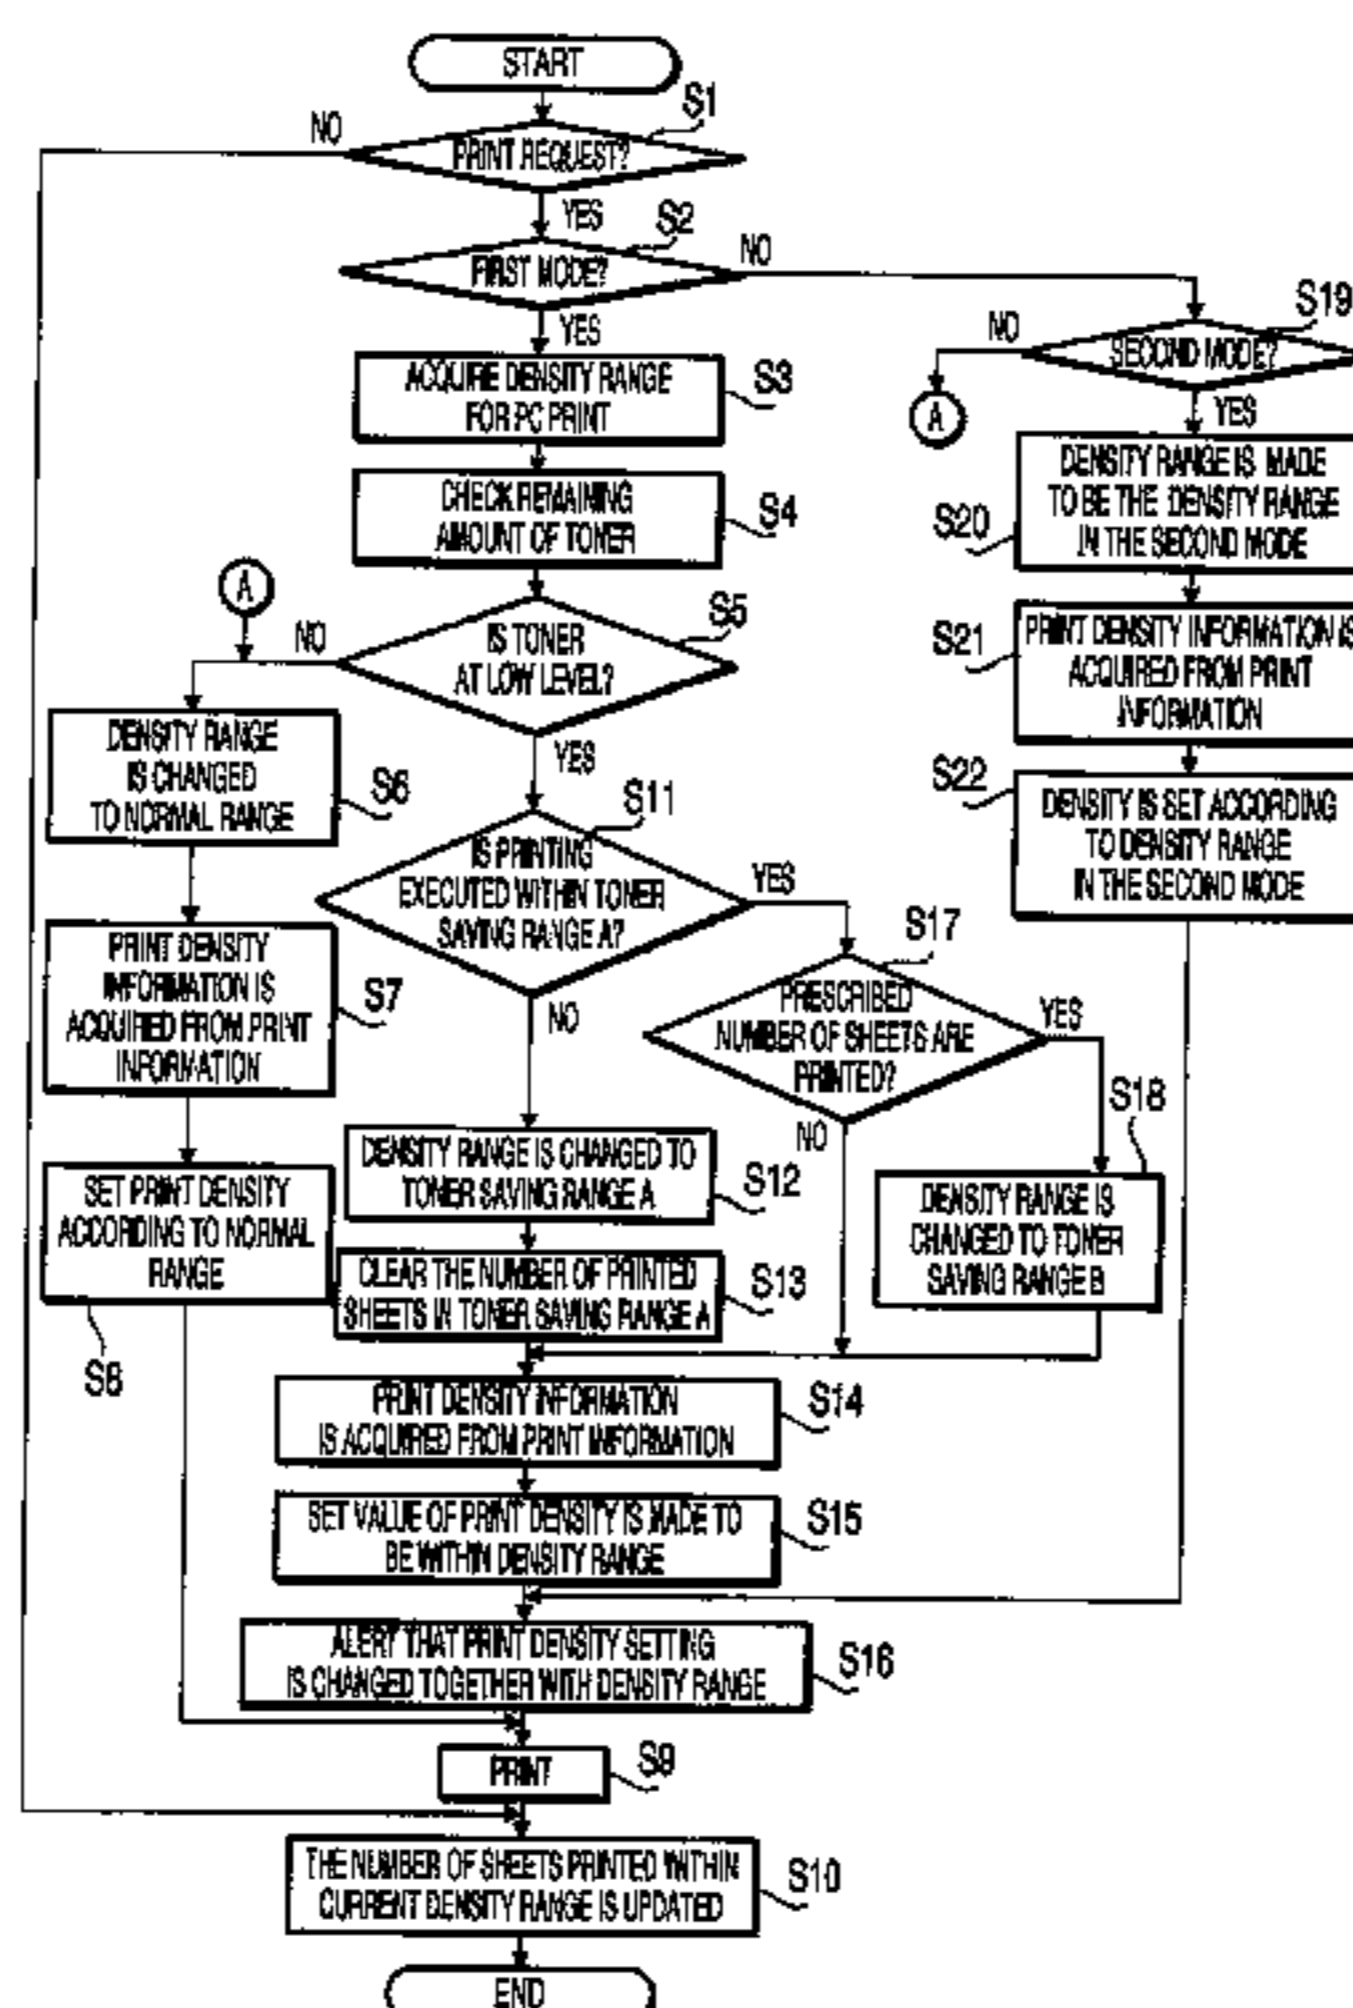 START
S1
NO
PRINT REQUEST?
YES
S2
NO
FIRST MODE?
YES
S19
NO
SECOND MODE?
YES
A
ACQUIRE DENSITY RANGE
FOR PC PRINT
S3
CHECK REMAINING
AMOUNT OF TONER
S4
DENSITY RANGE IS MADE
TO BE THE DENSITY RANGE
IN THE SECOND MODE
S20
A
NO
IS TONER
AT LOW LEVEL?
S5
YES
PRINT DENSITY INFORMATION IS
ACQUIRED FROM PRINT
INFORMATION
S21
DENSITY RANGE
IS CHANGED
TO NORMAL RANGE
S6
S22
DENSITY IS SET ACCORDING
TO DENSITY RANGE
IN THE SECOND MODE
S11
IS PRINTING
EXECUTED WITHIN TONER
SAVING RANGE A?
YES
NO
PRINT DENSITY
INFORMATION IS
ACQUIRED FROM PRINT
INFORMATION
S7
S17
PRESCRIBED
NUMBER OF SHEETS ARE
PRINTED?
YES
NO
S18
DENSITY RANGE IS CHANGED TO
TONER SAVING RANGE A
S12
SET PRINT DENSITY
ACCORDING TO NORMAL
RANGE
S8
DENSITY RANGE IS
CHANGED TO TONER
SAVING RANGE B
CLEAR THE NUMBER OF PRINTED
SHEETS IN TONER SAVING RANGE A
S13
PRINT DENSITY INFORMATION
IS ACQUIRED FROM PRINT INFORMATION
S14
SET VALUE OF PRINT DENSITY IS MADE TO
BE WITHIN DENSITY RANGE
S15
ALERT THAT PRINT DENSITY SETTING
IS CHANGED TOGETHER WITH DENSITY RANGE
S16
PRINT
S9
THE NUMBER OF SHEETS PRINTED WITHIN
CURRENT DENSITY RANGE IS UPDATED
S10
END